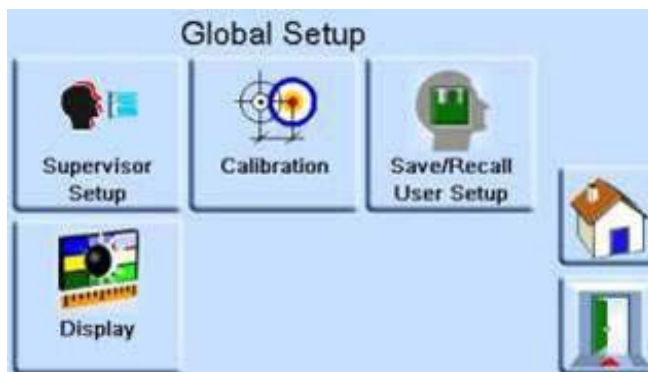 Global Setup
Supervisor
Setup
Calibration
Save/Recall
User Setup
Display